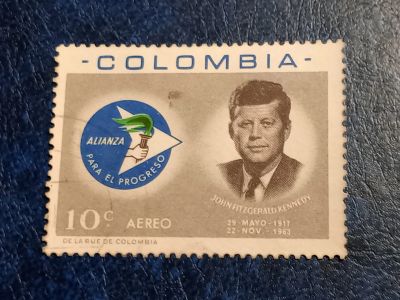 - COLOMBIA -
ALIANZA
PARA EL PROGRESO
JOHN FITZGERALD KENNEDY
29 - MAYO - 1917
22 - NOV. - 1963
10 c AEREO
DE LA RUE DE COLOMBIA